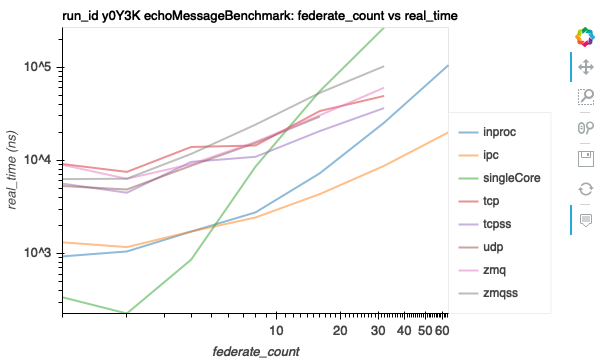 run_id y0Y3K echoMessageBenchmark: federate_count vs real_time
real_time (ns)
10^5
10^4
10^3
10
20
30
40
50
60
federate_count
inproc
ipc
singleCore
tcp
tcpss
udp
zmq
zmqss